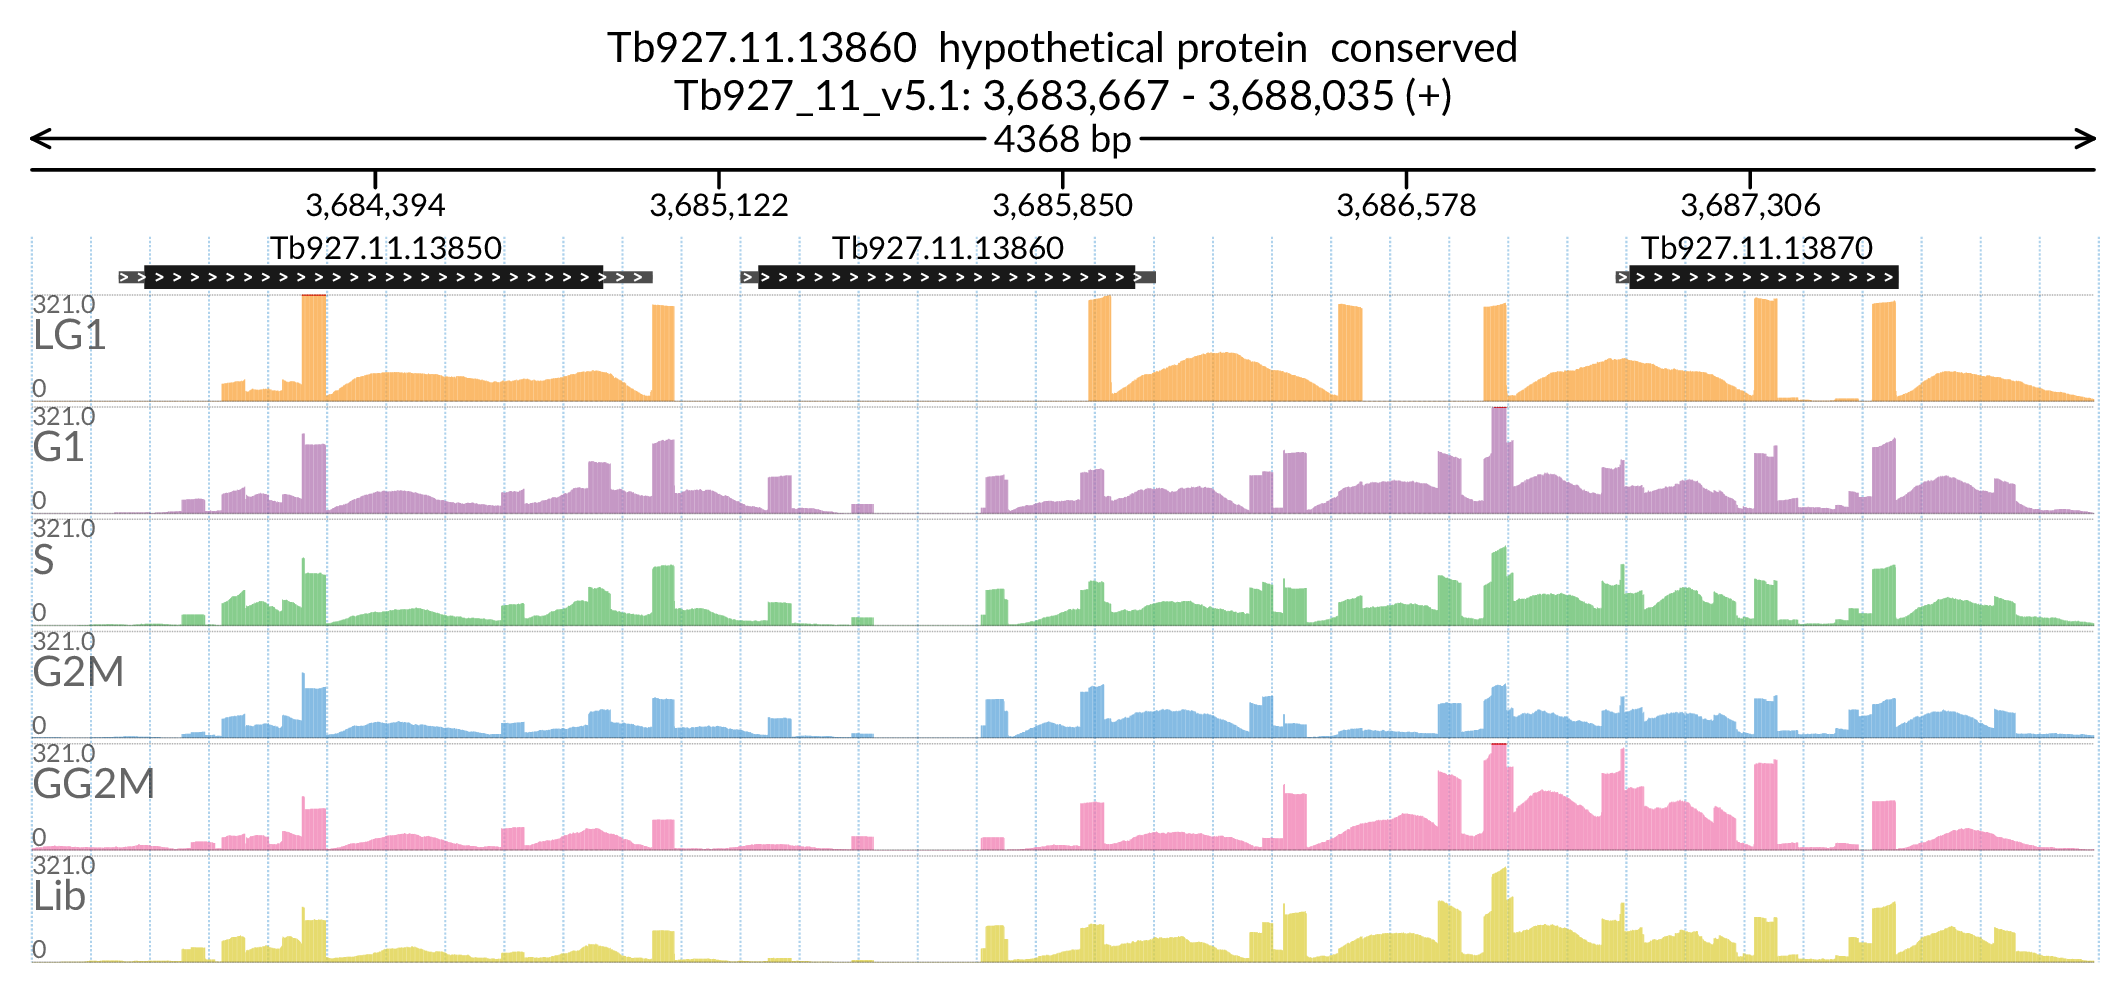 Tb927.11.13860  hypothetical protein  conserved
Tb927_11_v5.1: 3,683,667 - 3,688,035 (+)
4368 bp
3,684,394 3,685,122 3,685,850 3,686,578 3,687,306
Tb927.11.13850 Tb927.11.13860 Tb927.11.13870
321.0
LG1
0
321.0
G1
0
321.0
S
0
321.0
G2M
0
321.0
GG2M
0
321.0
Lib
0